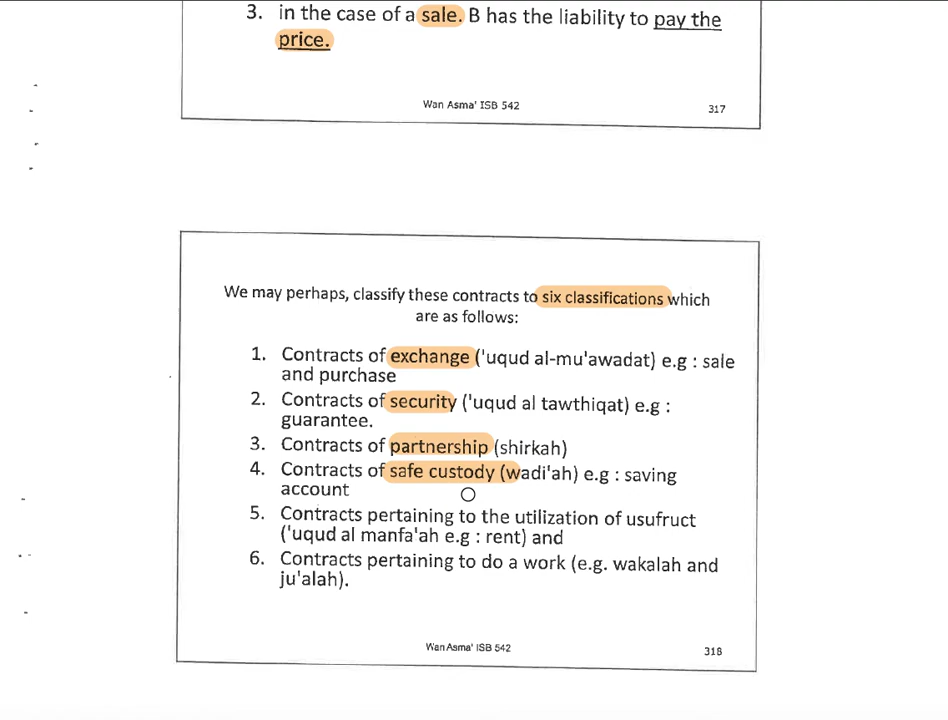 3. in the case of a sale. B has the liability to pay the
price.
Wan Asma' ISB 542
317
We may perhaps, classify these contracts to six classifications which
are as follows:
1. Contracts of exchange ('uqud al-mu'awadat) e.g : sale
and purchase
2. Contracts of security ('uqud al tawthiqat) e.g :
guarantee.
3. Contracts of partnership (shirkah)
4. Contracts of safe custody (wadi'ah) e.g : saving
account
5. Contracts pertaining to the utilization of usufruct
('uqud al manfa'ah e.g : rent) and
6. Contracts pertaining to do a work (e.g. wakalah and
ju'alah).
Wan Asma' ISB 542
318